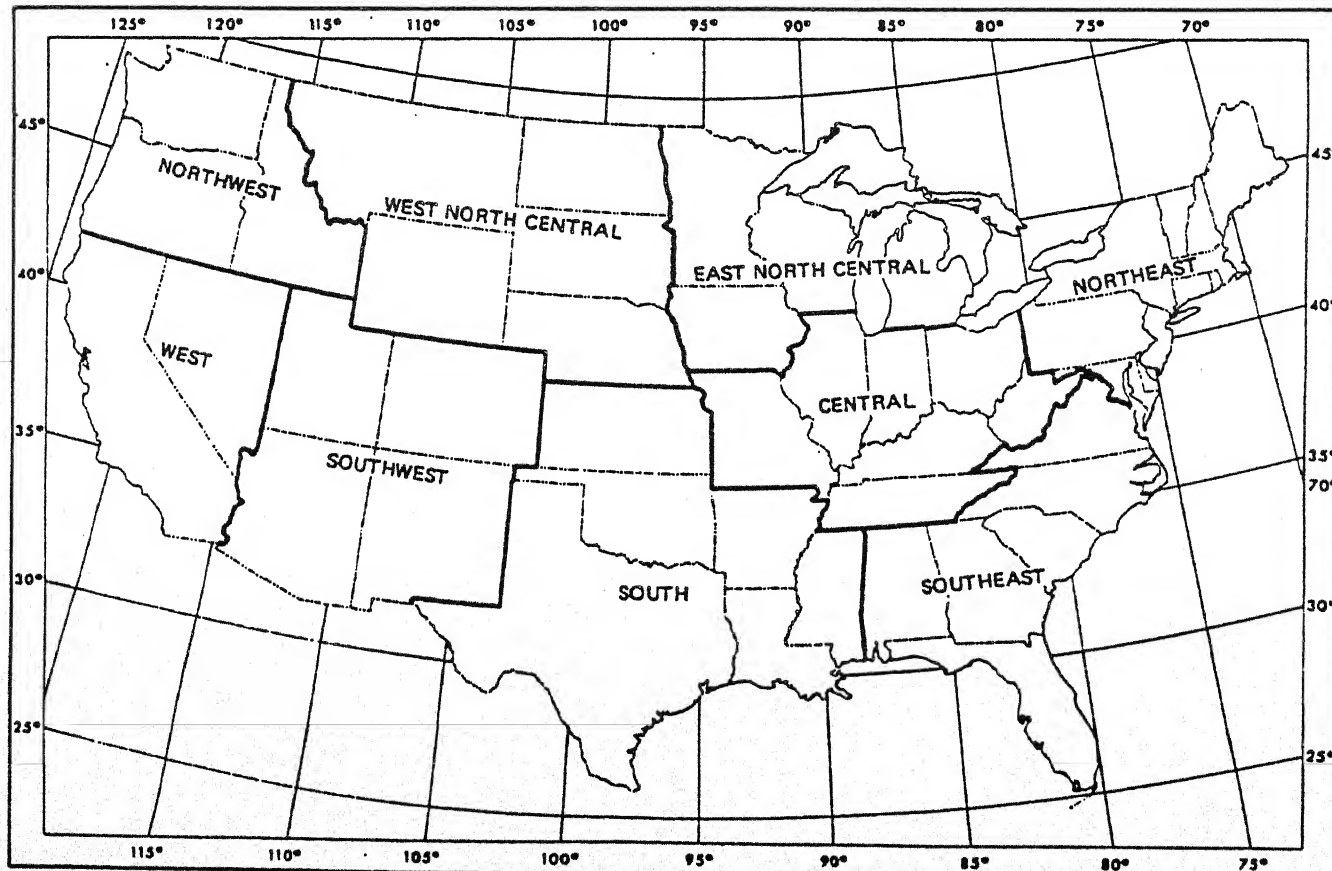 125° 120° 115° 110° 105° 100° 95° 90° 85° 80° 75° 70°
45° 45°
NORTHWEST
WEST NORTH CENTRAL
EAST NORTH CENTRAL
NORTHEAST
40° 40°
WEST
CENTRAL
35° 35°
SOUTHWEST
70°
SOUTH
SOUTHEAST
30° 30°
25° 25°
115° 110° 105° 100° 95° 90° 85° 80° 75°